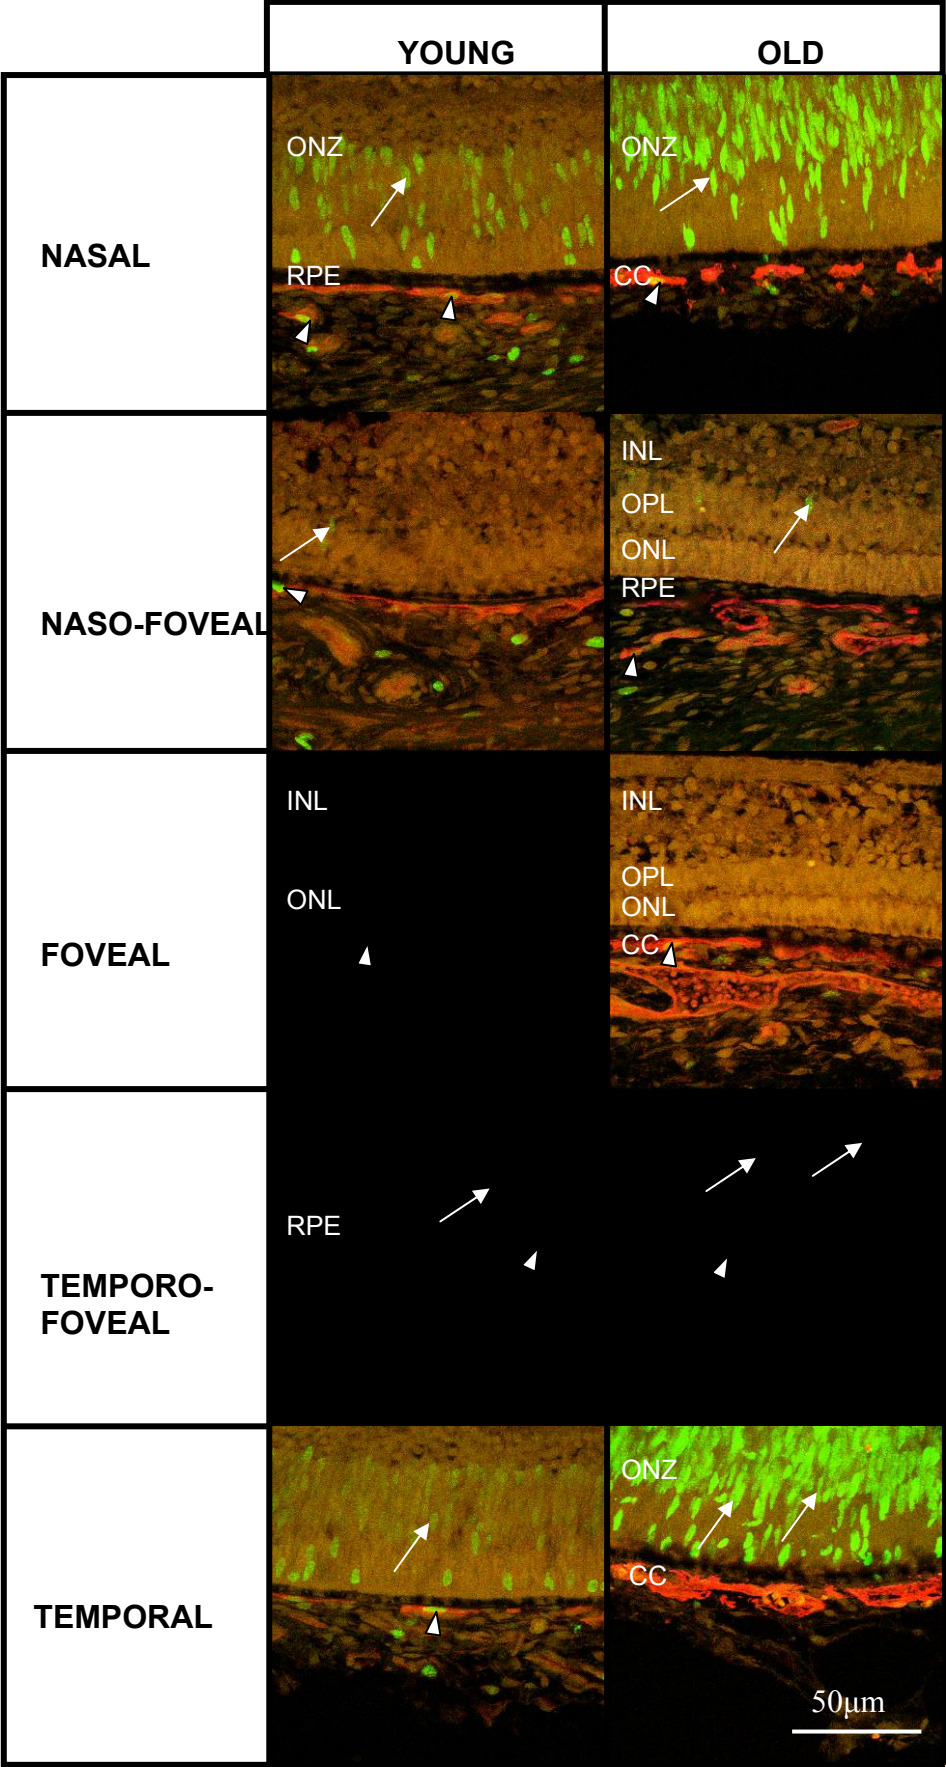 YOUNG OLD
NASAL
ONZ
RPE
ONZ
CC
NASO-FOVEAL
INL
OPL
ONL
RPE
FOVEAL
INL
ONL
INL
OPL
ONL
CC
TEMPORO-
FOVEAL
RPE
TEMPORAL
ONZ
CC
50µm